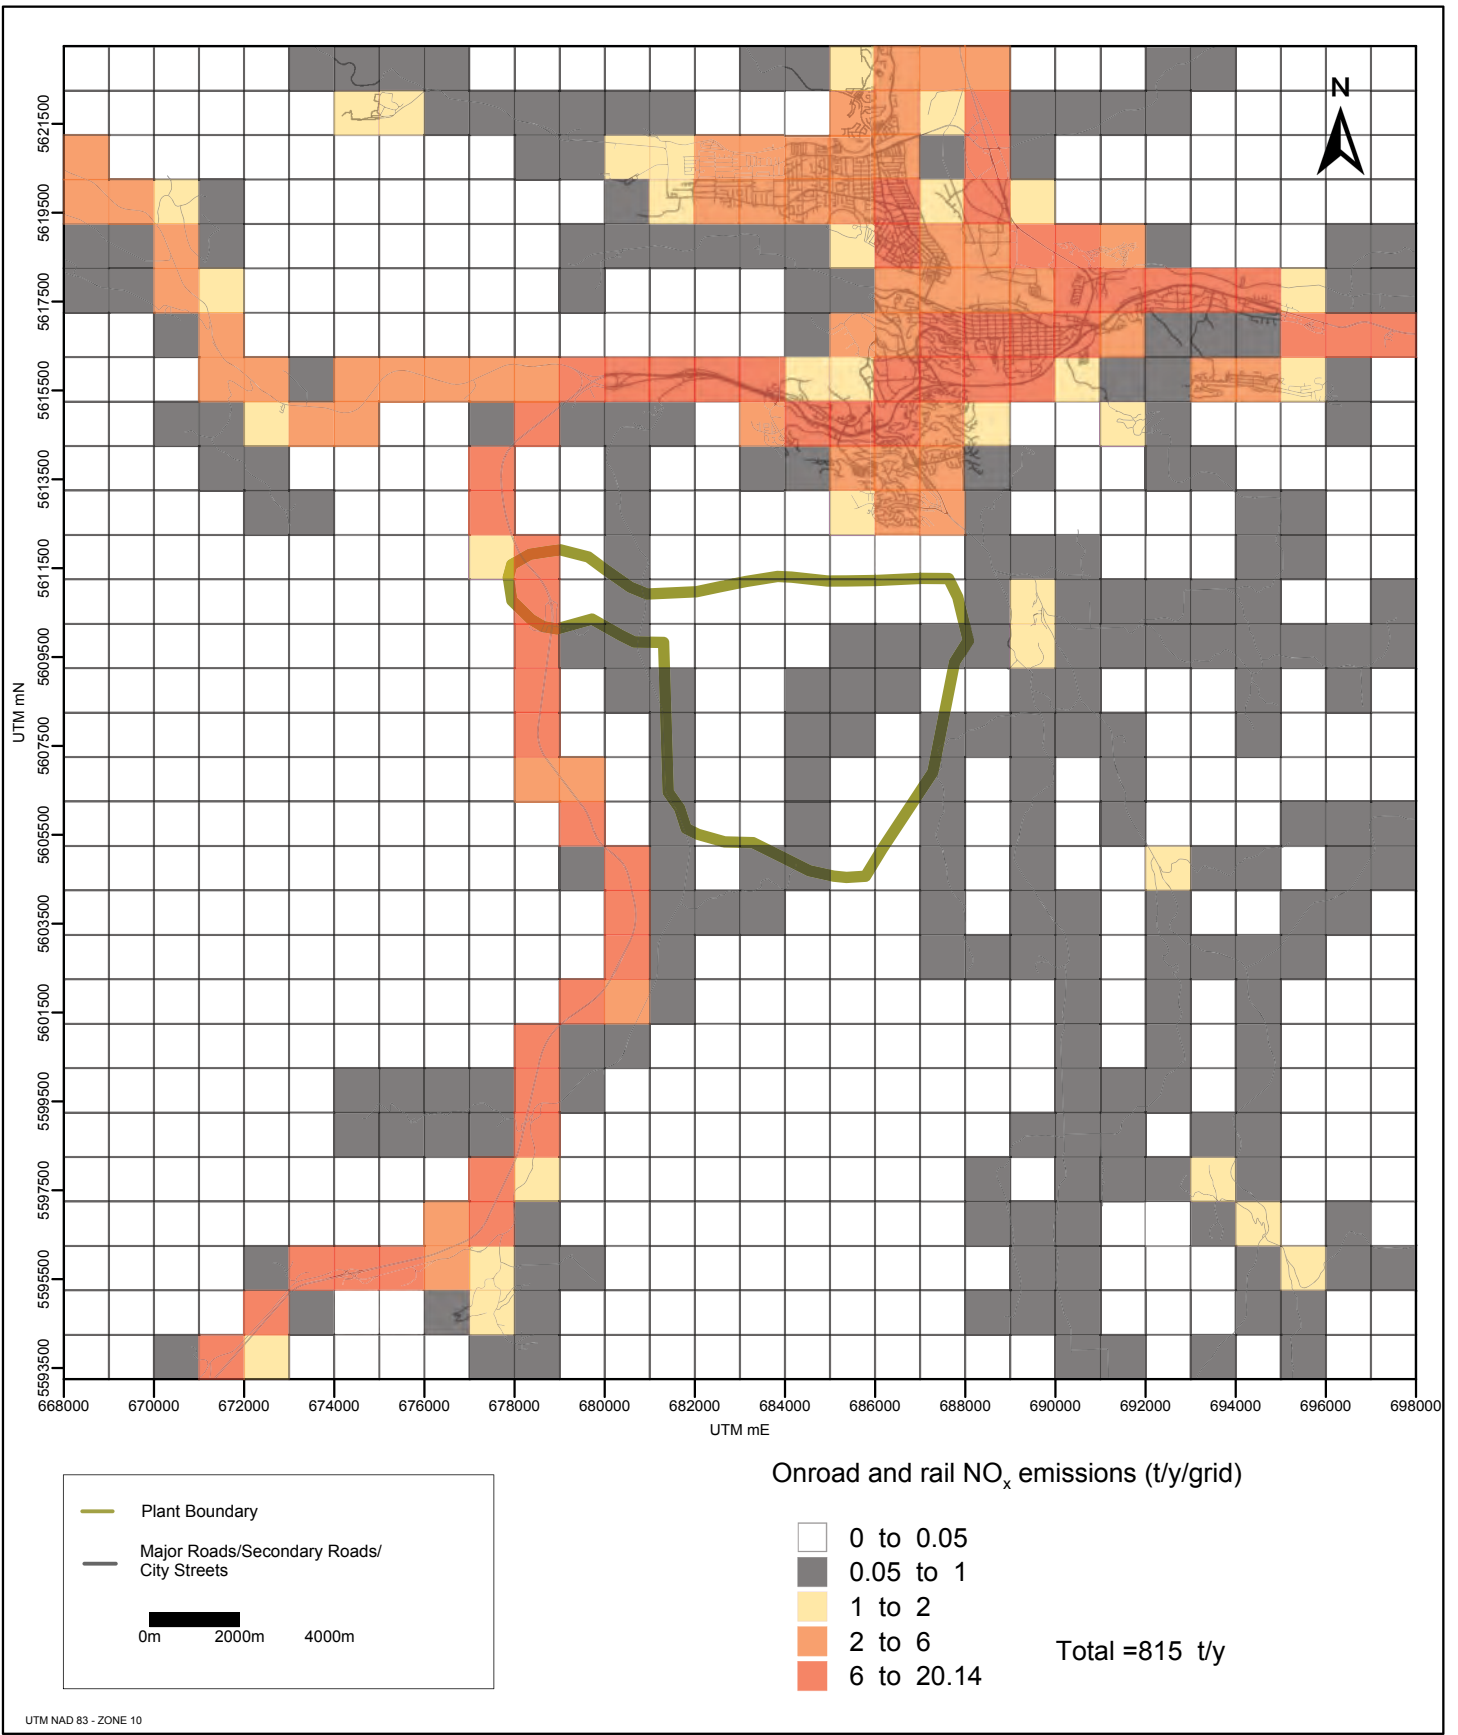 N
5621500
5619500
5617500
5615500
5613500
5611500
5609500
5607500
5605500
5603500
5601500
5599500
5597500
5595500
5593500
UTM mN
668000 670000 672000 674000 676000 678000 680000 682000 684000 686000 688000 690000 692000 694000 696000 698000
UTM mE
Plant Boundary
Major Roads/Secondary Roads/
City Streets
0m 2000m 4000m
Onroad and rail NOx emissions (t/y/grid)
0 to 0.05
0.05 to 1
1 to 2
2 to 6
6 to 20.14
Total =815 t/y
UTM NAD 83 - ZONE 10